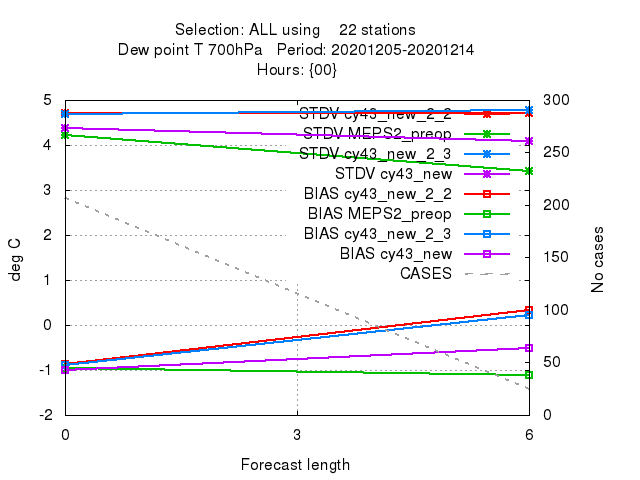 Selection: ALL using 22 stations
Dew point T 700hPa Period: 20201205-20201214
Hours: {00}
5 300
STDV cy43_new_2_2
STDV MEPS2_preop
4 250
STDV cy43_new_2_3
STDV cy43_new
3 200
BIAS cy43_new_2_2
BIAS MEPS2_preop
2 150
BIAS cy43_new_2_3
BIAS cy43_new
CASES
1
deg C
No cases
0 100
-1 50
-2 0
0 3 6
Forecast length